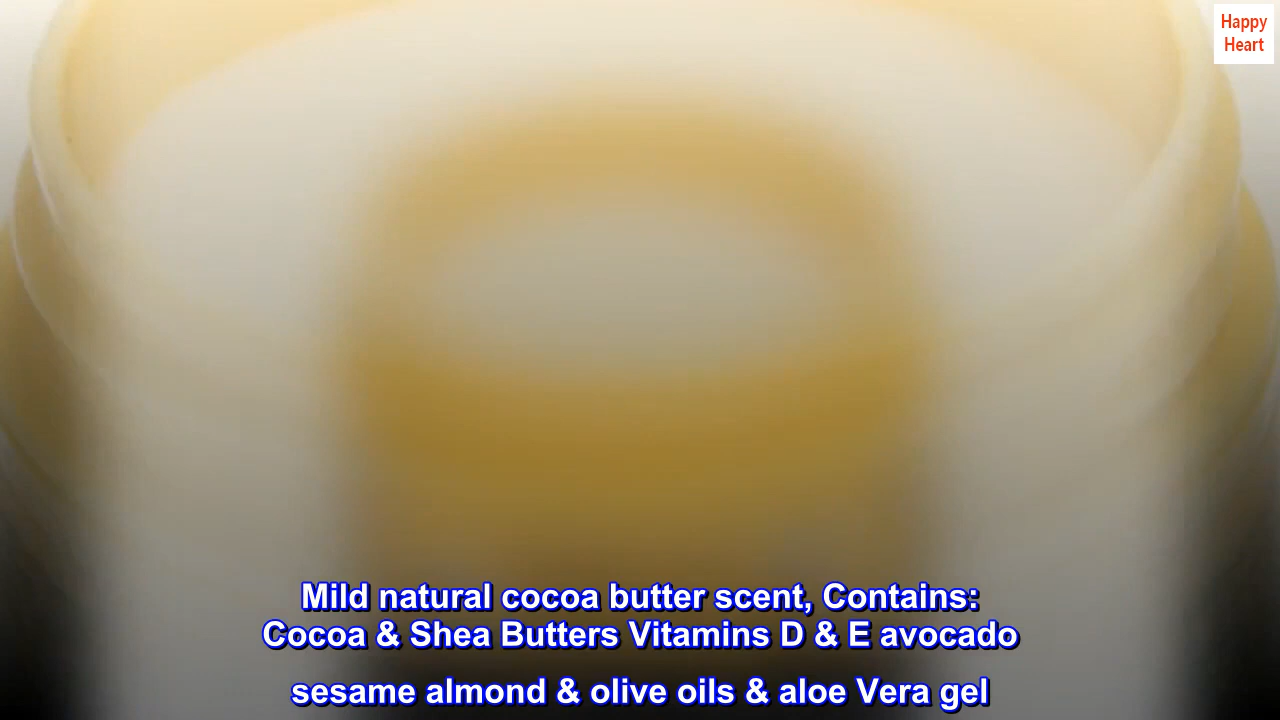 Happy
Heart
Mild natural cocoa butter scent, Contains:
Cocoa & Shea Butters Vitamins D & E avocado
sesame almond & olive oils & aloe Vera gel